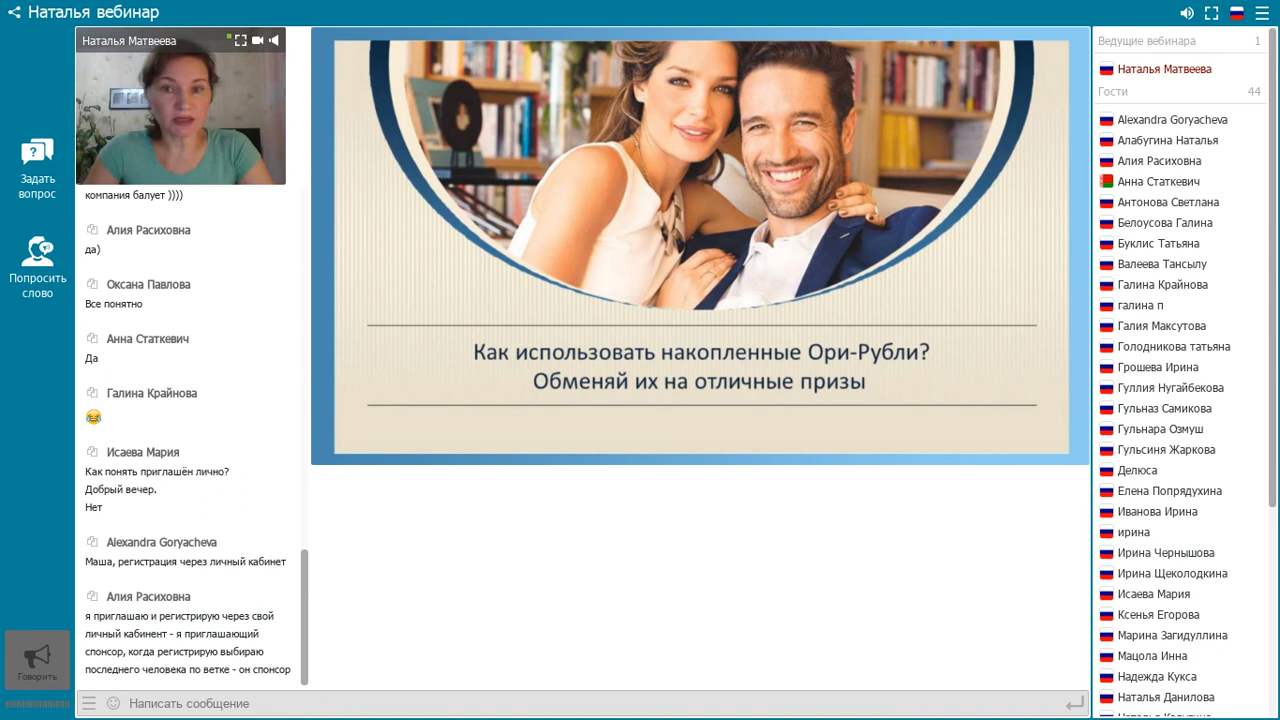 Наталья вебинар
Задать
вопрос
Попросить
слово
Говорить
Наталья Матвеева
компания балует ))))
Алия Расиховна
да)
Оксана Павлова
Все понятно
Анна Статкевич
Да
Галина Крайнова
Исаева Мария
Как понять приглашён лично?
Добрый вечер.
Нет
Alexandra Goryacheva
Маша, регистрация через личный кабинет
Алия Расиховна
я приглашаю и регистрирую через свой
личный кабинент - я приглашающий
спонсор, когда регистрирую выбираю
последнего человека по ветке - он спонсор
Написать сообщение
Как использовать накопленные Ори-Рубли?
Обменяй их на отличные призы
Ведущие вебинара 1
Наталья Матвеева
Гости 44
Alexandra Goryacheva
Алабугина Наталья
Алия Расиховна
Анна Статкевич
Антонова Светлана
Белоусова Галина
Буклис Татьяна
Валеева Тансылу
Галина Крайнова
галина п
Галия Максутова
Голодникова татьяна
Грошева Ирина
Гуллия Нугайбекова
Гульназ Самикова
Гульнара Озмуш
Гульсиня Жаркова
Делюса
Елена Попрядухина
Иванова Ирина
ирина
Ирина Чернышова
Ирина Щеколодкина
Исаева Мария
Ксенья Егорова
Марина Загидуллина
Мацола Инна
Надежда Кукса
Наталья Данилова